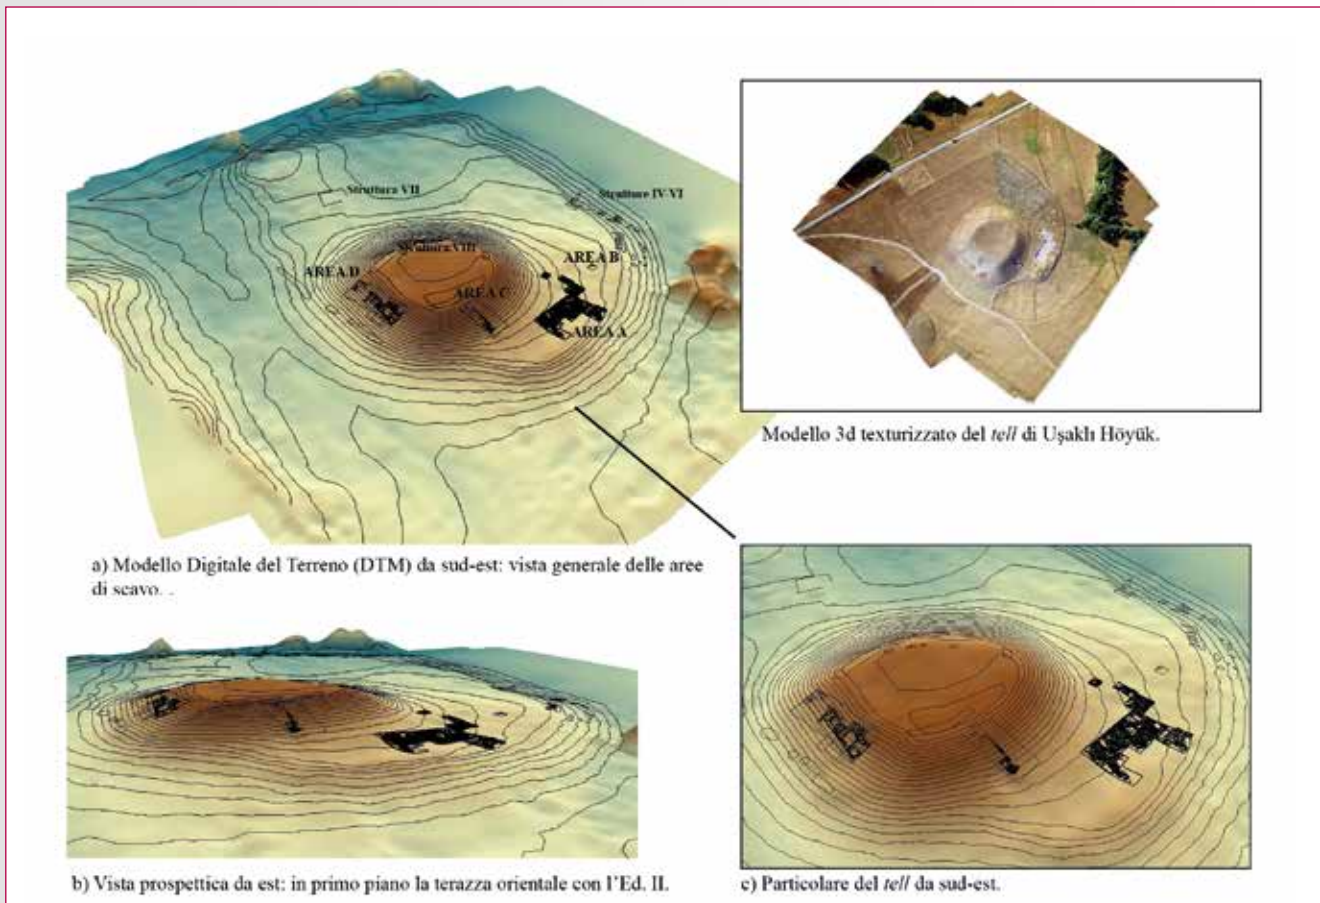 Struttura VII
Strutture IV-VI
Struttura VIII
AREA B
AREA D
AREA C
AREA A
Modello 3d texturizzato del tell di Uşaklı Höyük.
a) Modello Digitale del Terreno (DTM) da sud-est: vista generale delle aree
di scavo. .
b) Vista prospettica da est: in primo piano la terazza orientale con l'Ed. II.
c) Particolare del tell da sud-est.